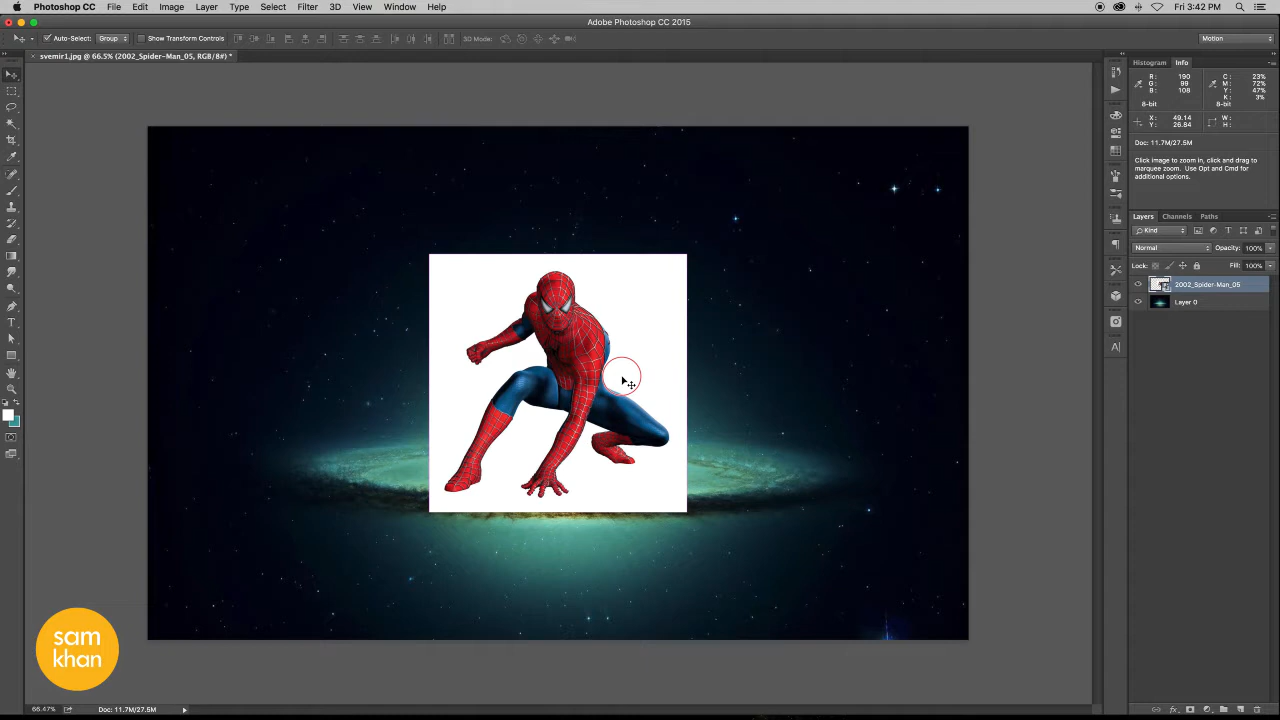 Photoshop CC File Edit Image Layer Type Select Filter 3D View Window Help Fri 3:42 PM
Adobe Photoshop CC 2015
Auto-Select: Group Show Transform Controls 3D Mode: Motion
svemir1.jpg @ 66.5% (2002_Spider-Man_05, RGB/8#) *
Histogram Info
R: 190 C: 23%
G: 99 M: 72%
B: 108 Y: 47%
K: 3%
8-bit 8-bit
X: 49.14 W:
Y: 26.84 H:
Doc: 11.7M/27.5M
Click image to zoom in, click and drag to
marquee zoom. Use Opt and Cmd for
additional options.
Layers Channels Paths
Kind
Normal Opacity: 100%
Lock: Fill: 100%
2002_Spider-Man_05
Layer 0
sam
khan
66.47% Doc: 11.7M/27.5M